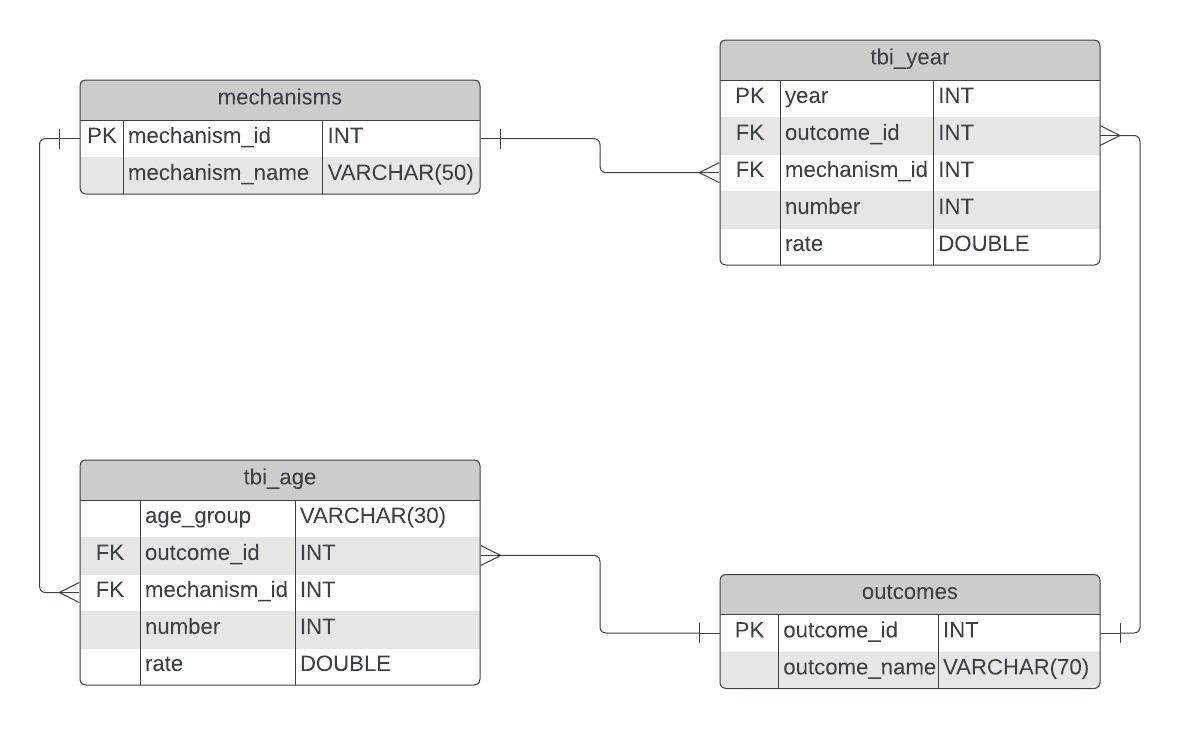 mechanisms
PK mechanism_id INT
mechanism_name VARCHAR(50)
tbi_year
PK year INT
FK outcome_id INT
FK mechanism_id INT
number INT
rate DOUBLE
tbi_age
age_group VARCHAR(30)
FK outcome_id INT
FK mechanism_id INT
number INT
rate DOUBLE
outcomes
PK outcome_id INT
outcome_name VARCHAR(70)